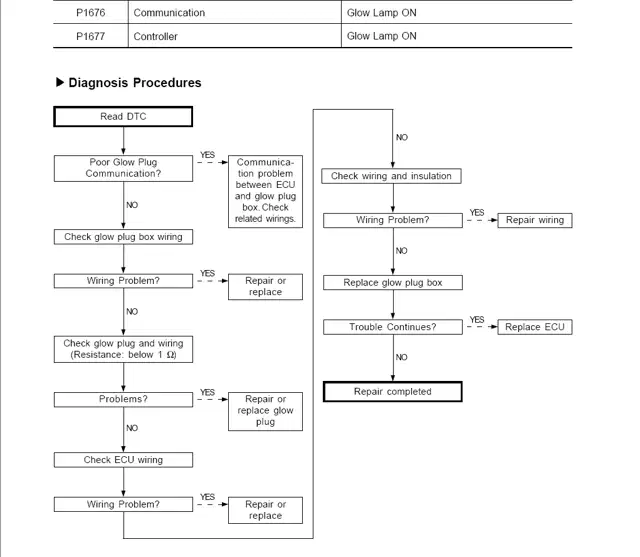 P1676 Communication Glow Lamp ON
P1677 Controller Glow Lamp ON
▶ Diagnosis Procedures
Read DTC
Poor Glow Plug
Communication?
YES
Communica-
tion problem
between ECU
and glow plug
box. Check
related wirings.
NO
Check glow plug box wiring
Wiring Problem?
YES
Repair or
replace
NO
Check glow plug and wiring
(Resistance: below 1 Ω)
Problems?
YES
Repair or
replace glow
plug
NO
Check ECU wiring
Wiring Problem?
YES
Repair or
replace
NO
Check wiring and insulation
Wiring Problem?
YES
Repair wiring
NO
Replace glow plug box
Trouble Continues?
YES
Replace ECU
NO
Repair completed